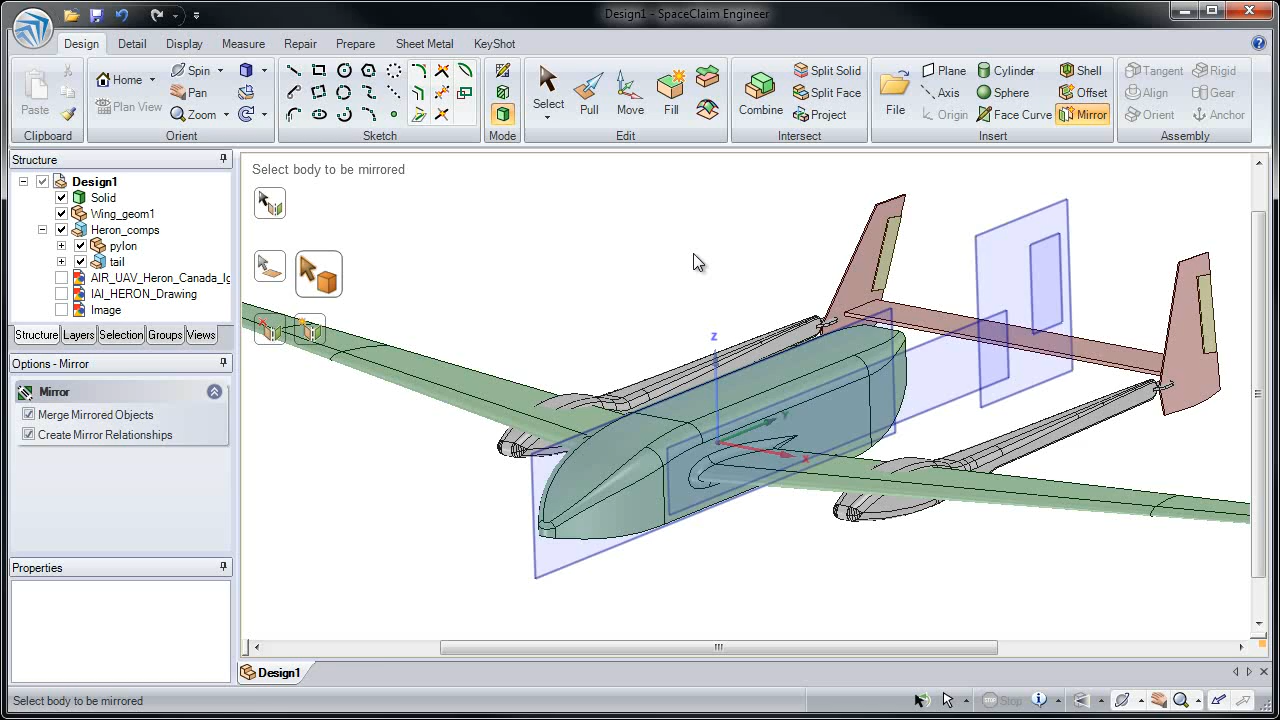 Design1 - SpaceClaim Engineer
Design Detail Display Measure Repair Prepare Sheet Metal KeyShot
Paste
Clipboard
Home Spin
Plan View Pan
Zoom
Orient
Sketch
Mode
Select Pull Move Fill
Edit
Combine
Split Solid
Split Face
Project
Intersect
File
Plane Cylinder Shell
Axis Sphere Offset
Origin Face Curve Mirror
Insert
Tangent Rigid
Align Gear
Orient Anchor
Assembly
Structure
Design1
Solid
Wing_geom1
Heron_comps
pylon
tail
AIR_UAV_Heron_Canada_lg
IAI_HERON_Drawing
Image
Structure Layers Selection Groups Views
Options - Mirror
Mirror
Merge Mirrored Objects
Create Mirror Relationships
Properties
Select body to be mirrored
Z
Y
X
Design1
Select body to be mirrored
Stop